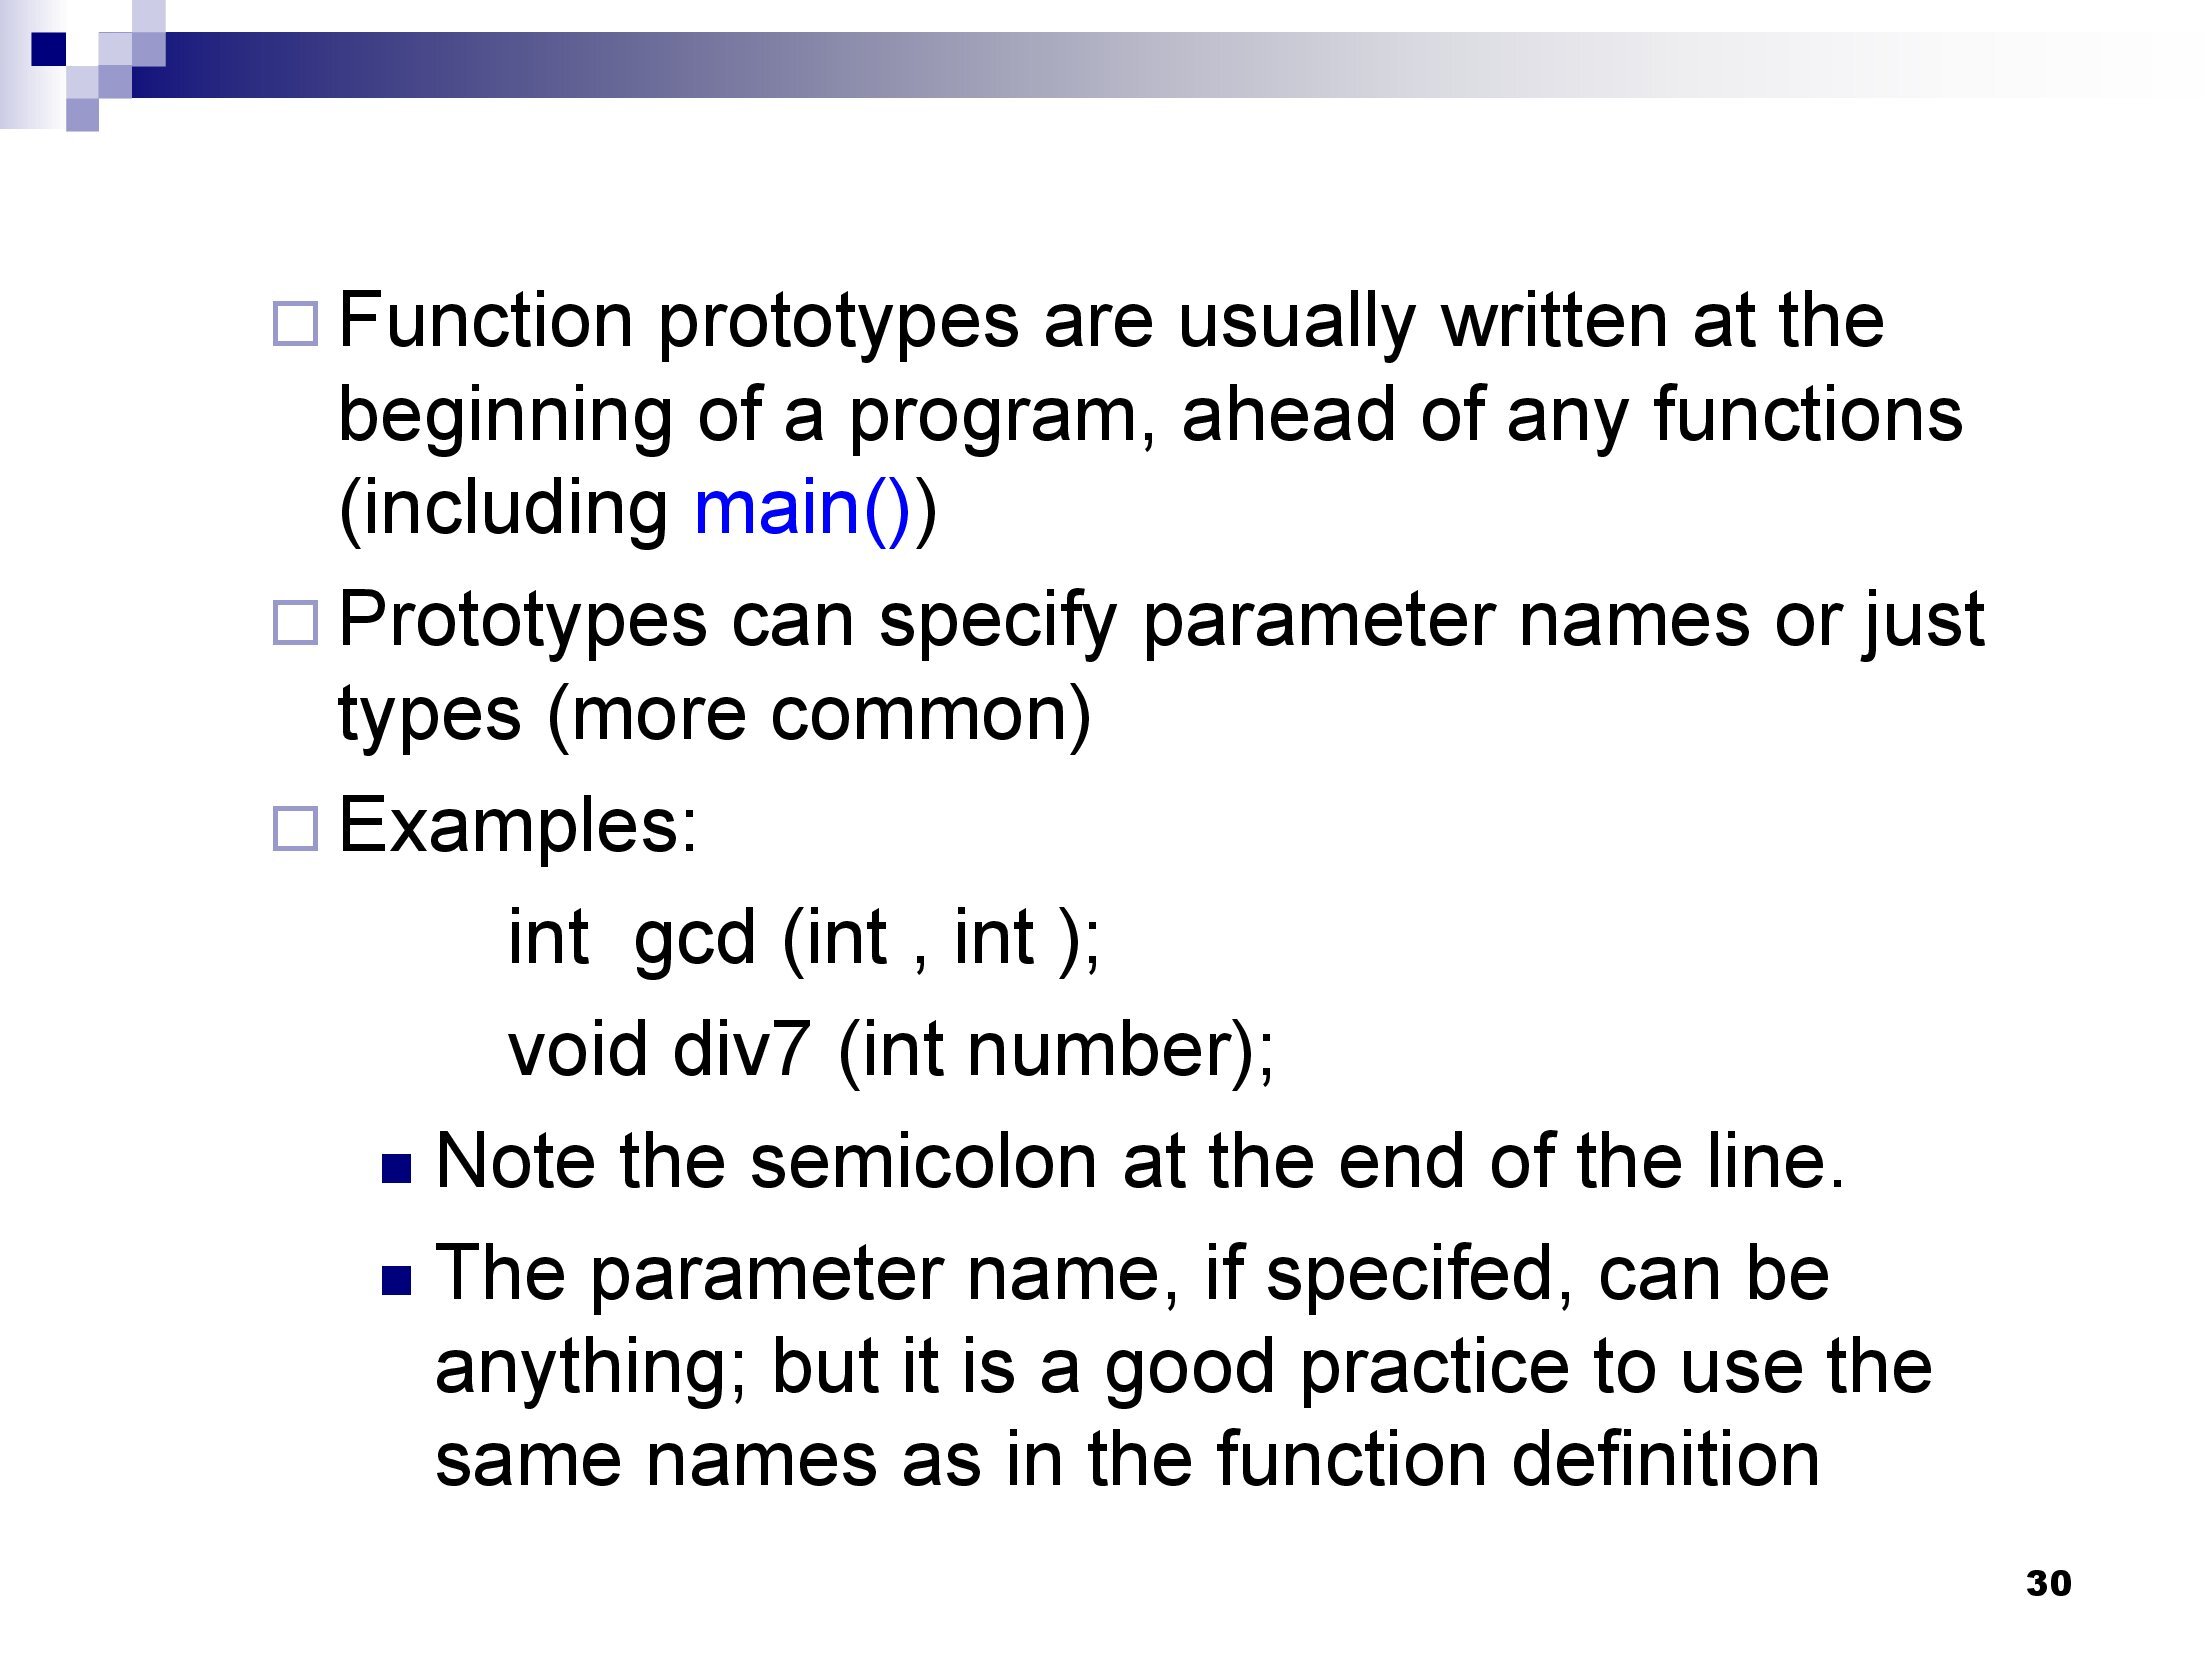 Function prototypes are usually written at the
beginning of a program, ahead of any functions
(including main())
Prototypes can specify parameter names or just
types (more common)
Examples:
int  gcd (int , int );
void div7 (int number);
Note the semicolon at the end of the line.
The parameter name, if specifed, can be
anything; but it is a good practice to use the
same names as in the function definition
30